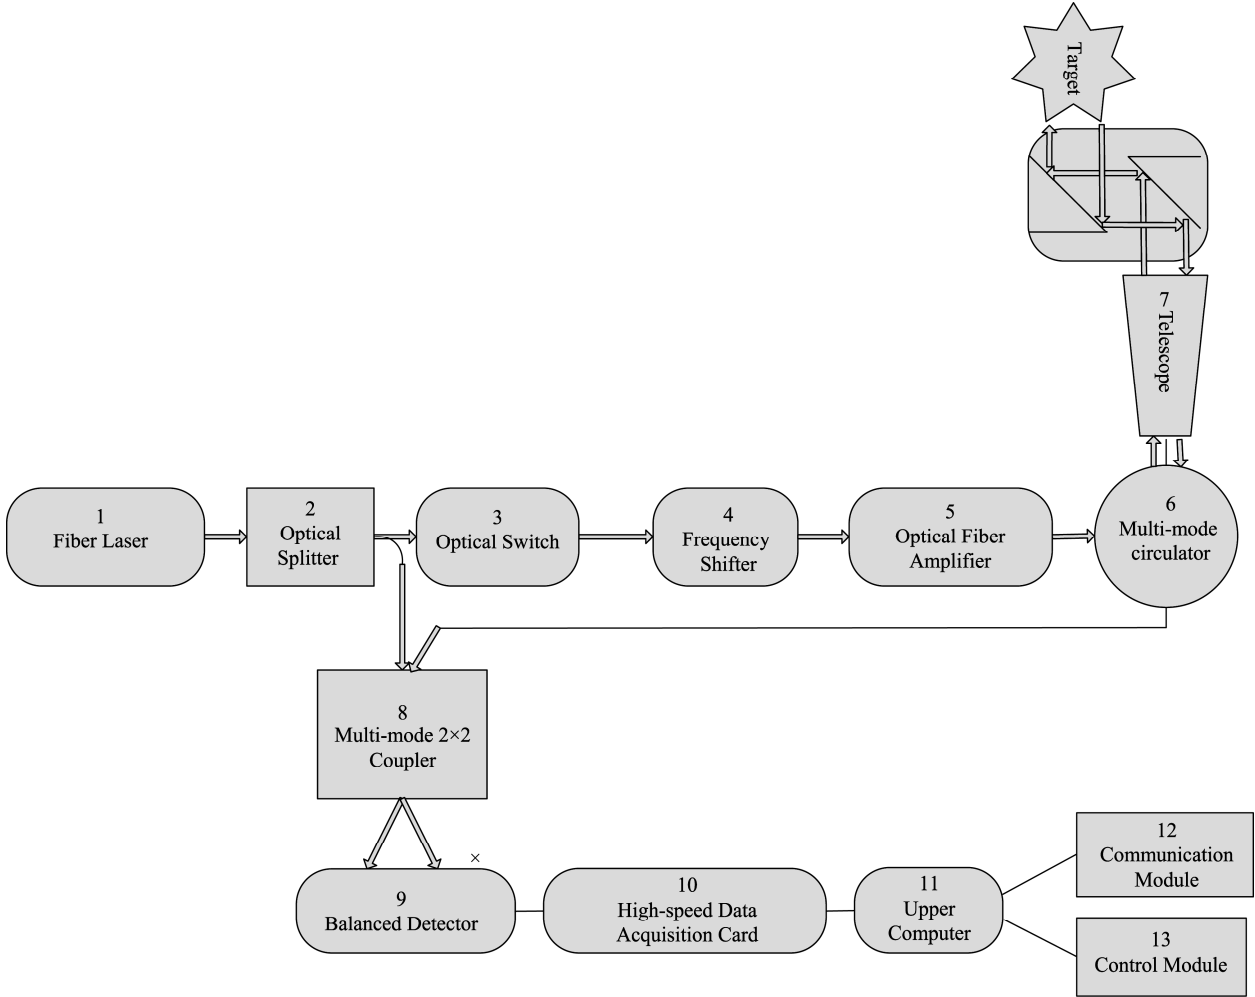 Target
7 Telescope
1
Fiber Laser
2
Optical
Splitter
3
Optical Switch
4
Frequency
Shifter
5
Optical Fiber
Amplifier
6
Multi-mode
circulator
8
Multi-mode 2×2
Coupler
×
9
Balanced Detector
10
High-speed Data
Acquisition Card
11
Upper
Computer
12
Communication
Module
13
Control Module